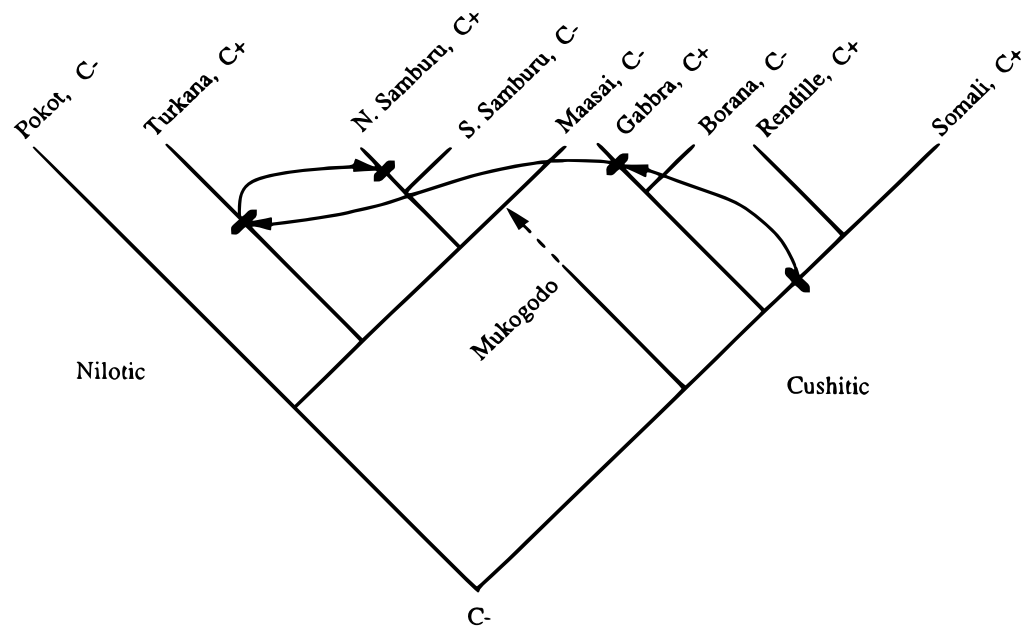 Pokot, C-
Turkana, C+
N. Samburu, C+
S. Samburu, C-
Maasai, C-
Gabbra, C+
Borana, C-
Rendille, C+
Somali, C+
Mukogodo
Nilotic
Cushitic
C-